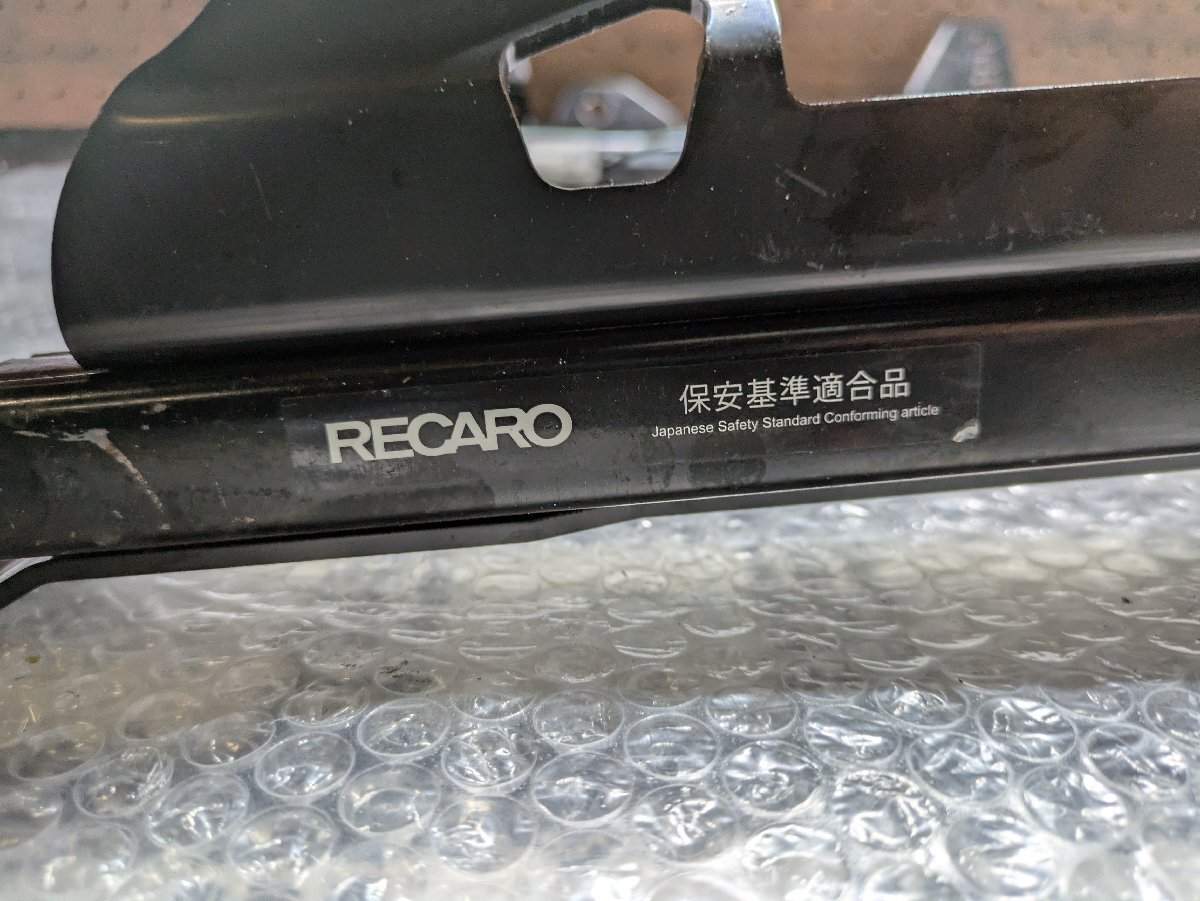 RECARO
保安基準適合品
Japanese Safety Standard Conforming article